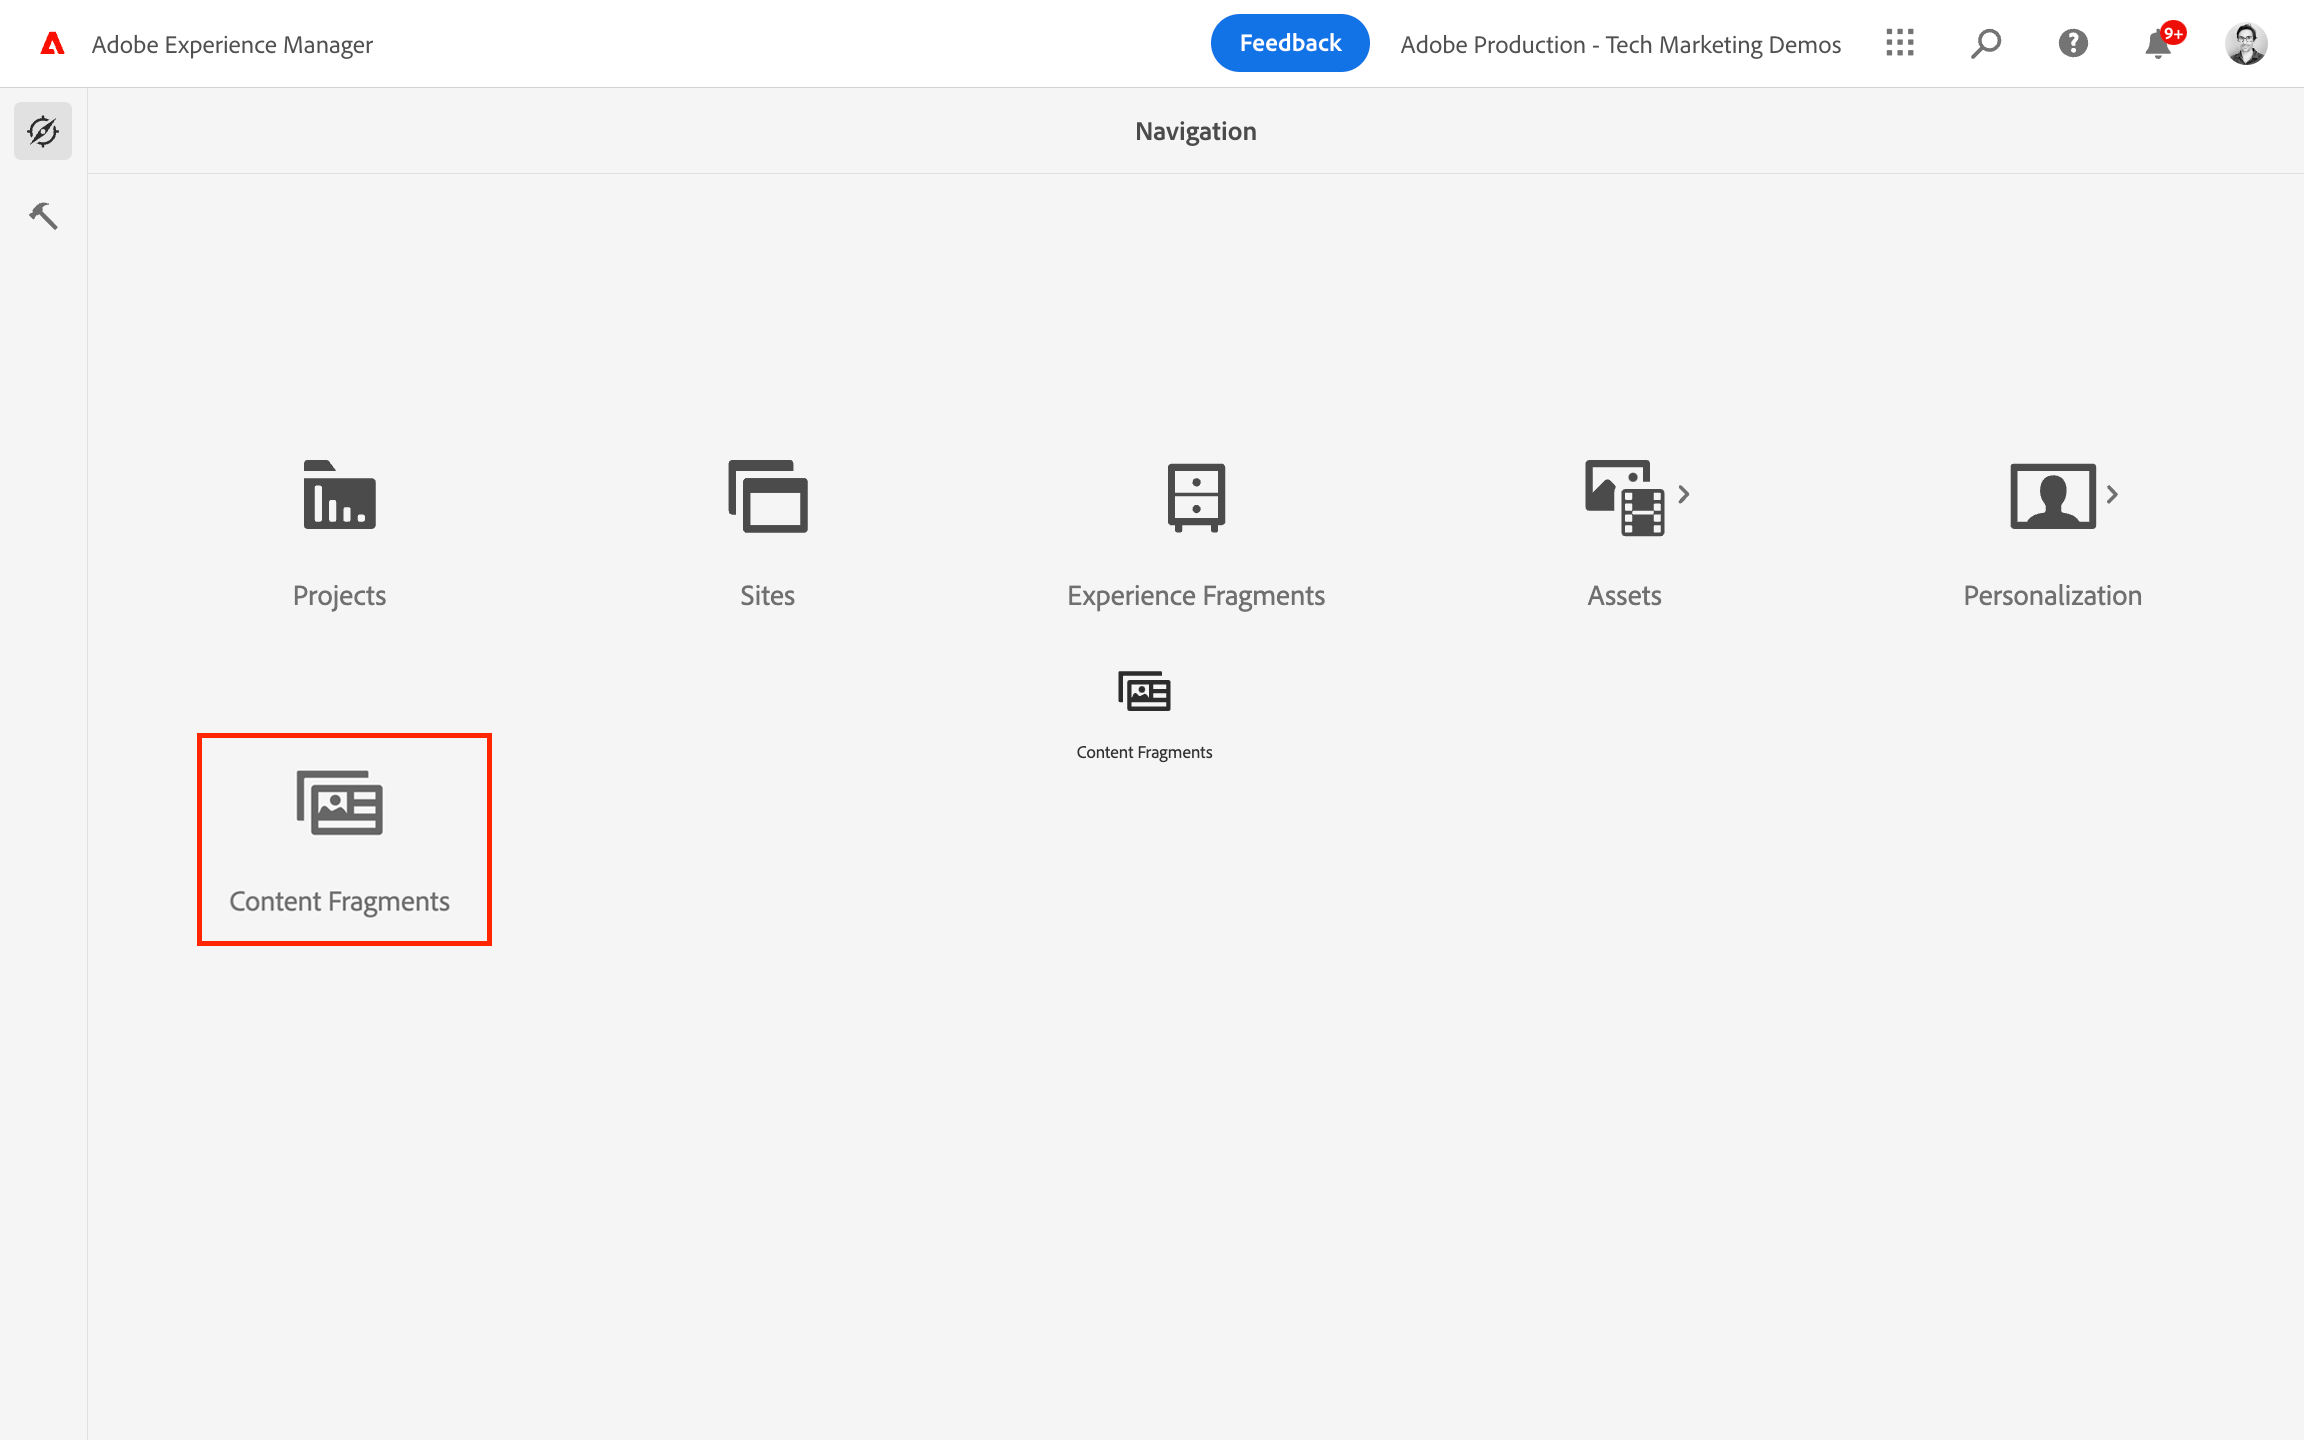 Adobe Experience Manager
Feedback
Adobe Production - Tech Marketing Demos
9+
Navigation
Projects
Sites
Experience Fragments
Assets
Personalization
Content Fragments
Content Fragments